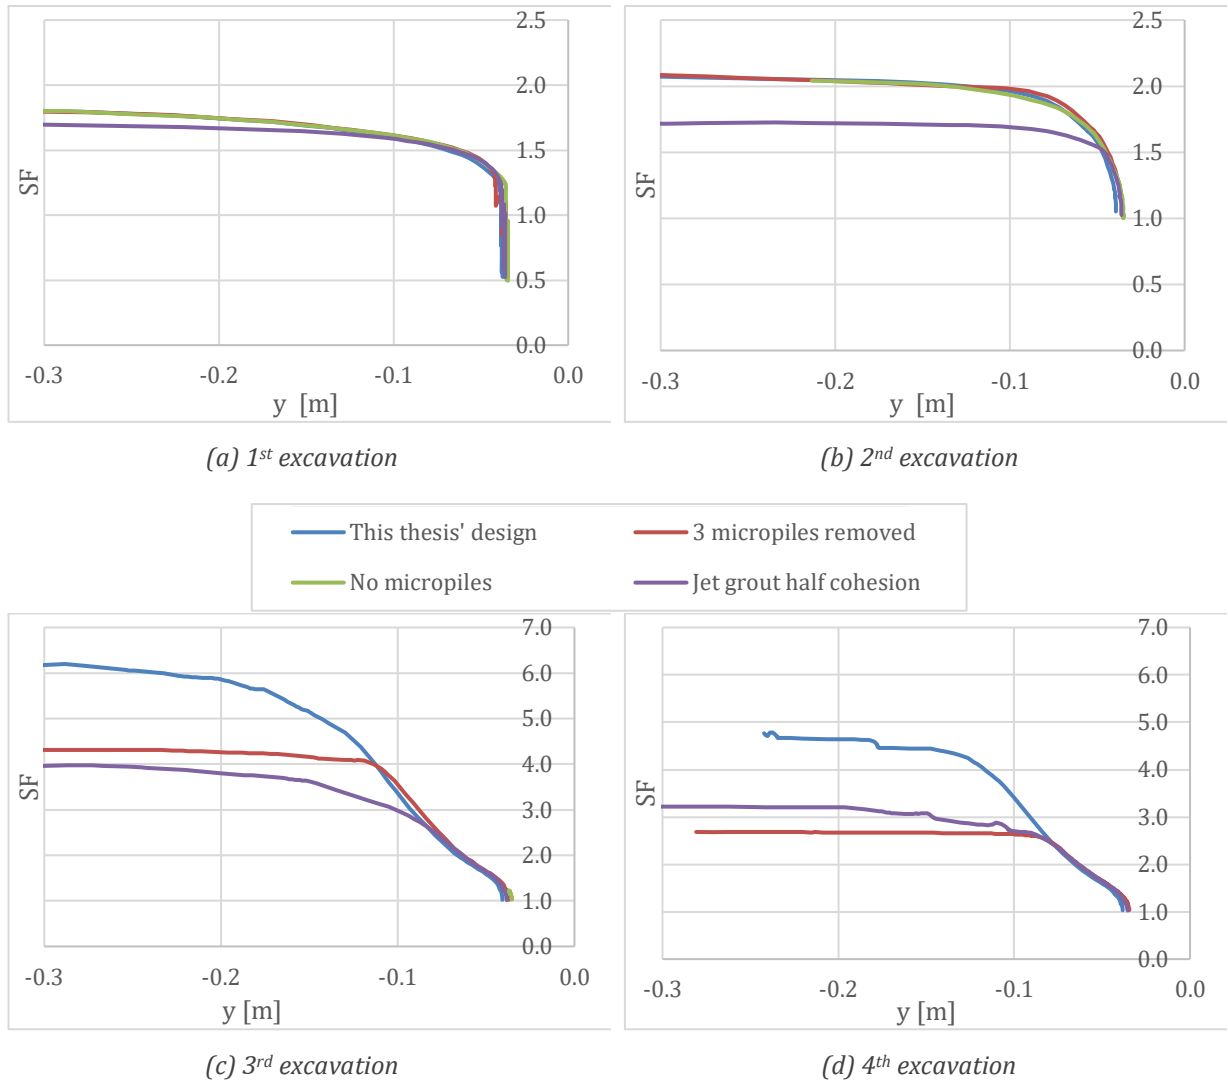 2.5
2.0
1.5
1.0
0.5
0.0
SF
-0.3 -0.2 -0.1 0.0
y [m]
(a) 1st excavation
2.5
2.0
1.5
1.0
0.5
0.0
SF
-0.3 -0.2 -0.1 0.0
y [m]
(b) 2nd excavation
This thesis' design 3 micropiles removed
No micropiles Jet grout half cohesion
7.0
6.0
5.0
4.0
3.0
2.0
1.0
0.0
SF
-0.3 -0.2 -0.1 0.0
y [m]
(c) 3rd excavation
7.0
6.0
5.0
4.0
3.0
2.0
1.0
0.0
SF
-0.3 -0.2 -0.1 0.0
y [m]
(d) 4th excavation